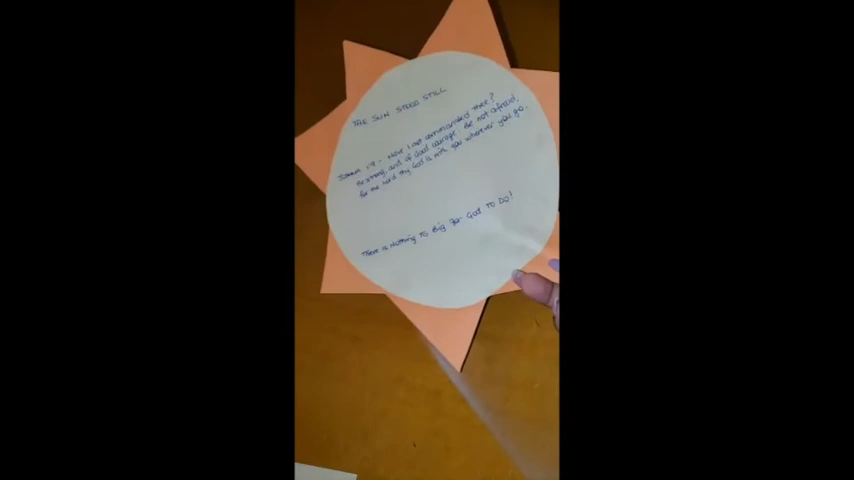 THE SUN STOOD STILL
Joshua 1:9 - Have I not commanded thee?
Be strong, and of Good courage. Be not afraid,
for the Lord thy God is with you wherever you go.
There is Nothing To Big For God TO DO!